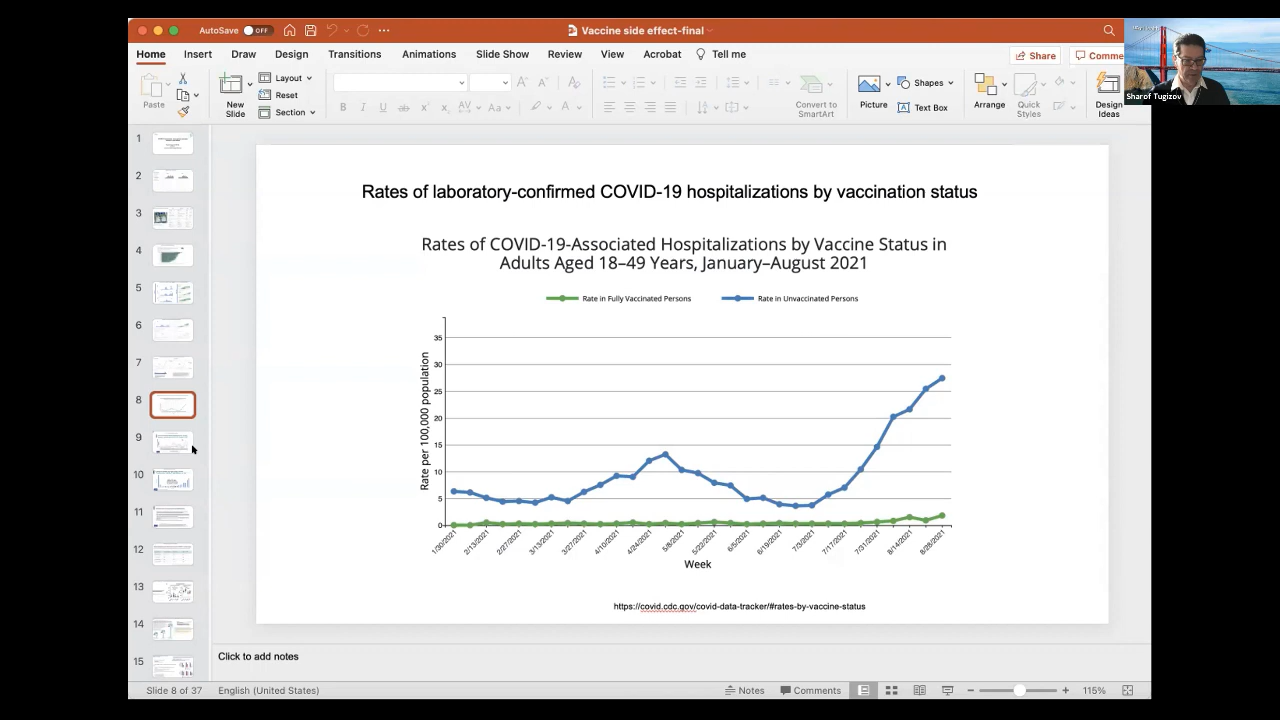 AutoSave OFF
Vaccine side effect-final
Home Insert Draw Design Transitions Animations Slide Show Review View Acrobat Tell me
Share Comme
Paste
New
Slide
Layout
Reset
Section
Convert to
SmartArt
Picture
Shapes
Text Box
Arrange
Quick
Styles
Design
Ideas
Sharof Tugizov
1
2
3
4
5
6
7
8
9
10
11
12
13
14
15
Rates of laboratory-confirmed COVID-19 hospitalizations by vaccination status
Rates of COVID-19-Associated Hospitalizations by Vaccine Status in
Adults Aged 18–49 Years, January–August 2021
Rate in Fully Vaccinated Persons Rate in Unvaccinated Persons
Rate per 100,000 population
35
30
25
20
15
10
5
0
2/13/2021 2/27/2021 3/13/2021 3/27/2021 4/10/2021 4/24/2021 5/8/2021 5/22/2021 6/5/2021 6/19/2021 7/3/2021 7/17/2021 8/14/2021 8/28/2021
Week
https://covid.cdc.gov/covid-data-tracker/#rates-by-vaccine-status
Click to add notes
Slide 8 of 37 English (United States) Notes Comments 115%